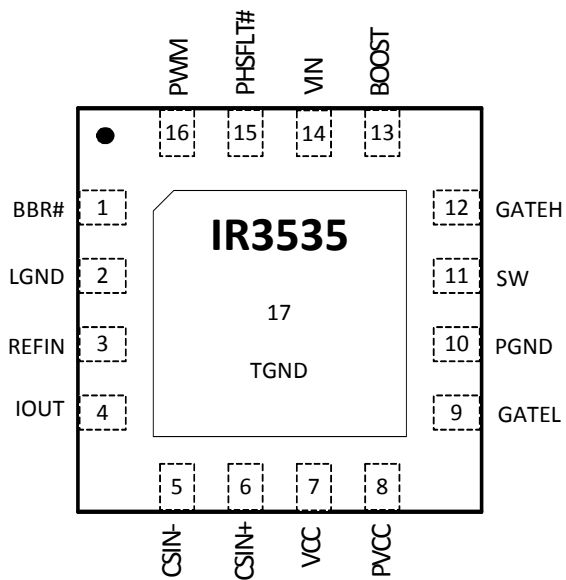 PWM
PHSFLT#
VIN
BOOST
16
15
14
13
BBR#
1
12
GATEH
IR3535
LGND
2
11
SW
17
REFIN
3
10
PGND
TGND
IOUT
4
9
GATEL
5
6
7
8
CSIN-
CSIN+
VCC
PVCC